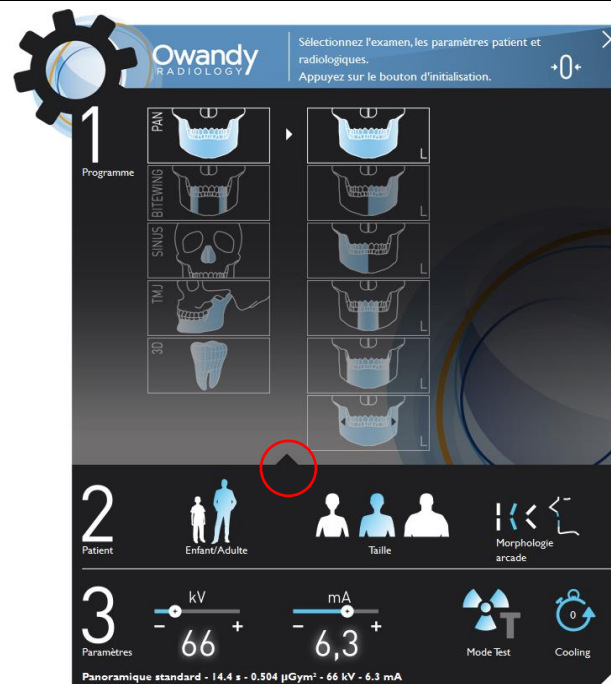 Owandy
RADIOLOGY
Sélectionnez l'examen, les paramètres patient et
radiologiques.
Appuyez sur le bouton d'initialisation.
0
1
Programme
PAN
L
BITEWING
L
SINUS
L
TMJ
L
3D
L
L
2
Patient
Enfant/Adulte
Taille
Morphologie
arcade
3
Paramètres
kV
- +
66
mA
- +
6,3
T
Mode Test
0
Cooling
Panoramique standard - 14.4 s - 0.504 µGym² - 66 kV - 6.3 mA